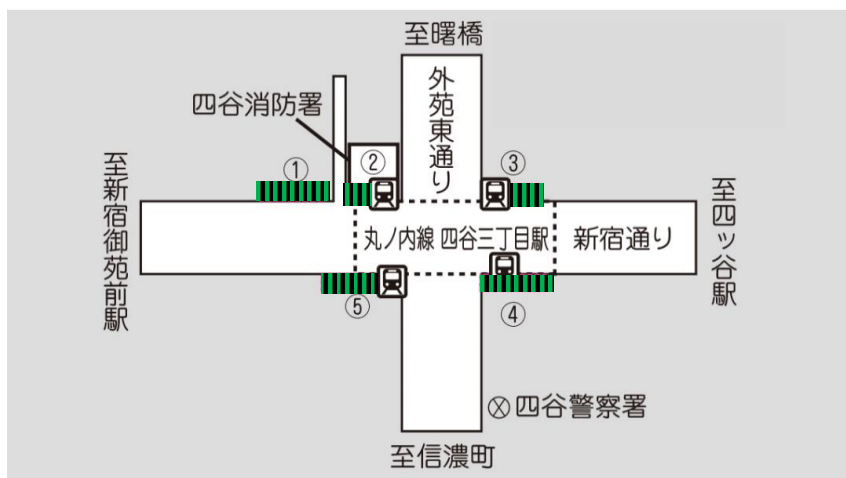 至曙橋
四谷消防署
外苑東通り
①
②
③
至新宿御苑前駅
丸ノ内線 四谷三丁目駅
新宿通り
至四ッ谷駅
⑤
④
四谷警察署
至信濃町